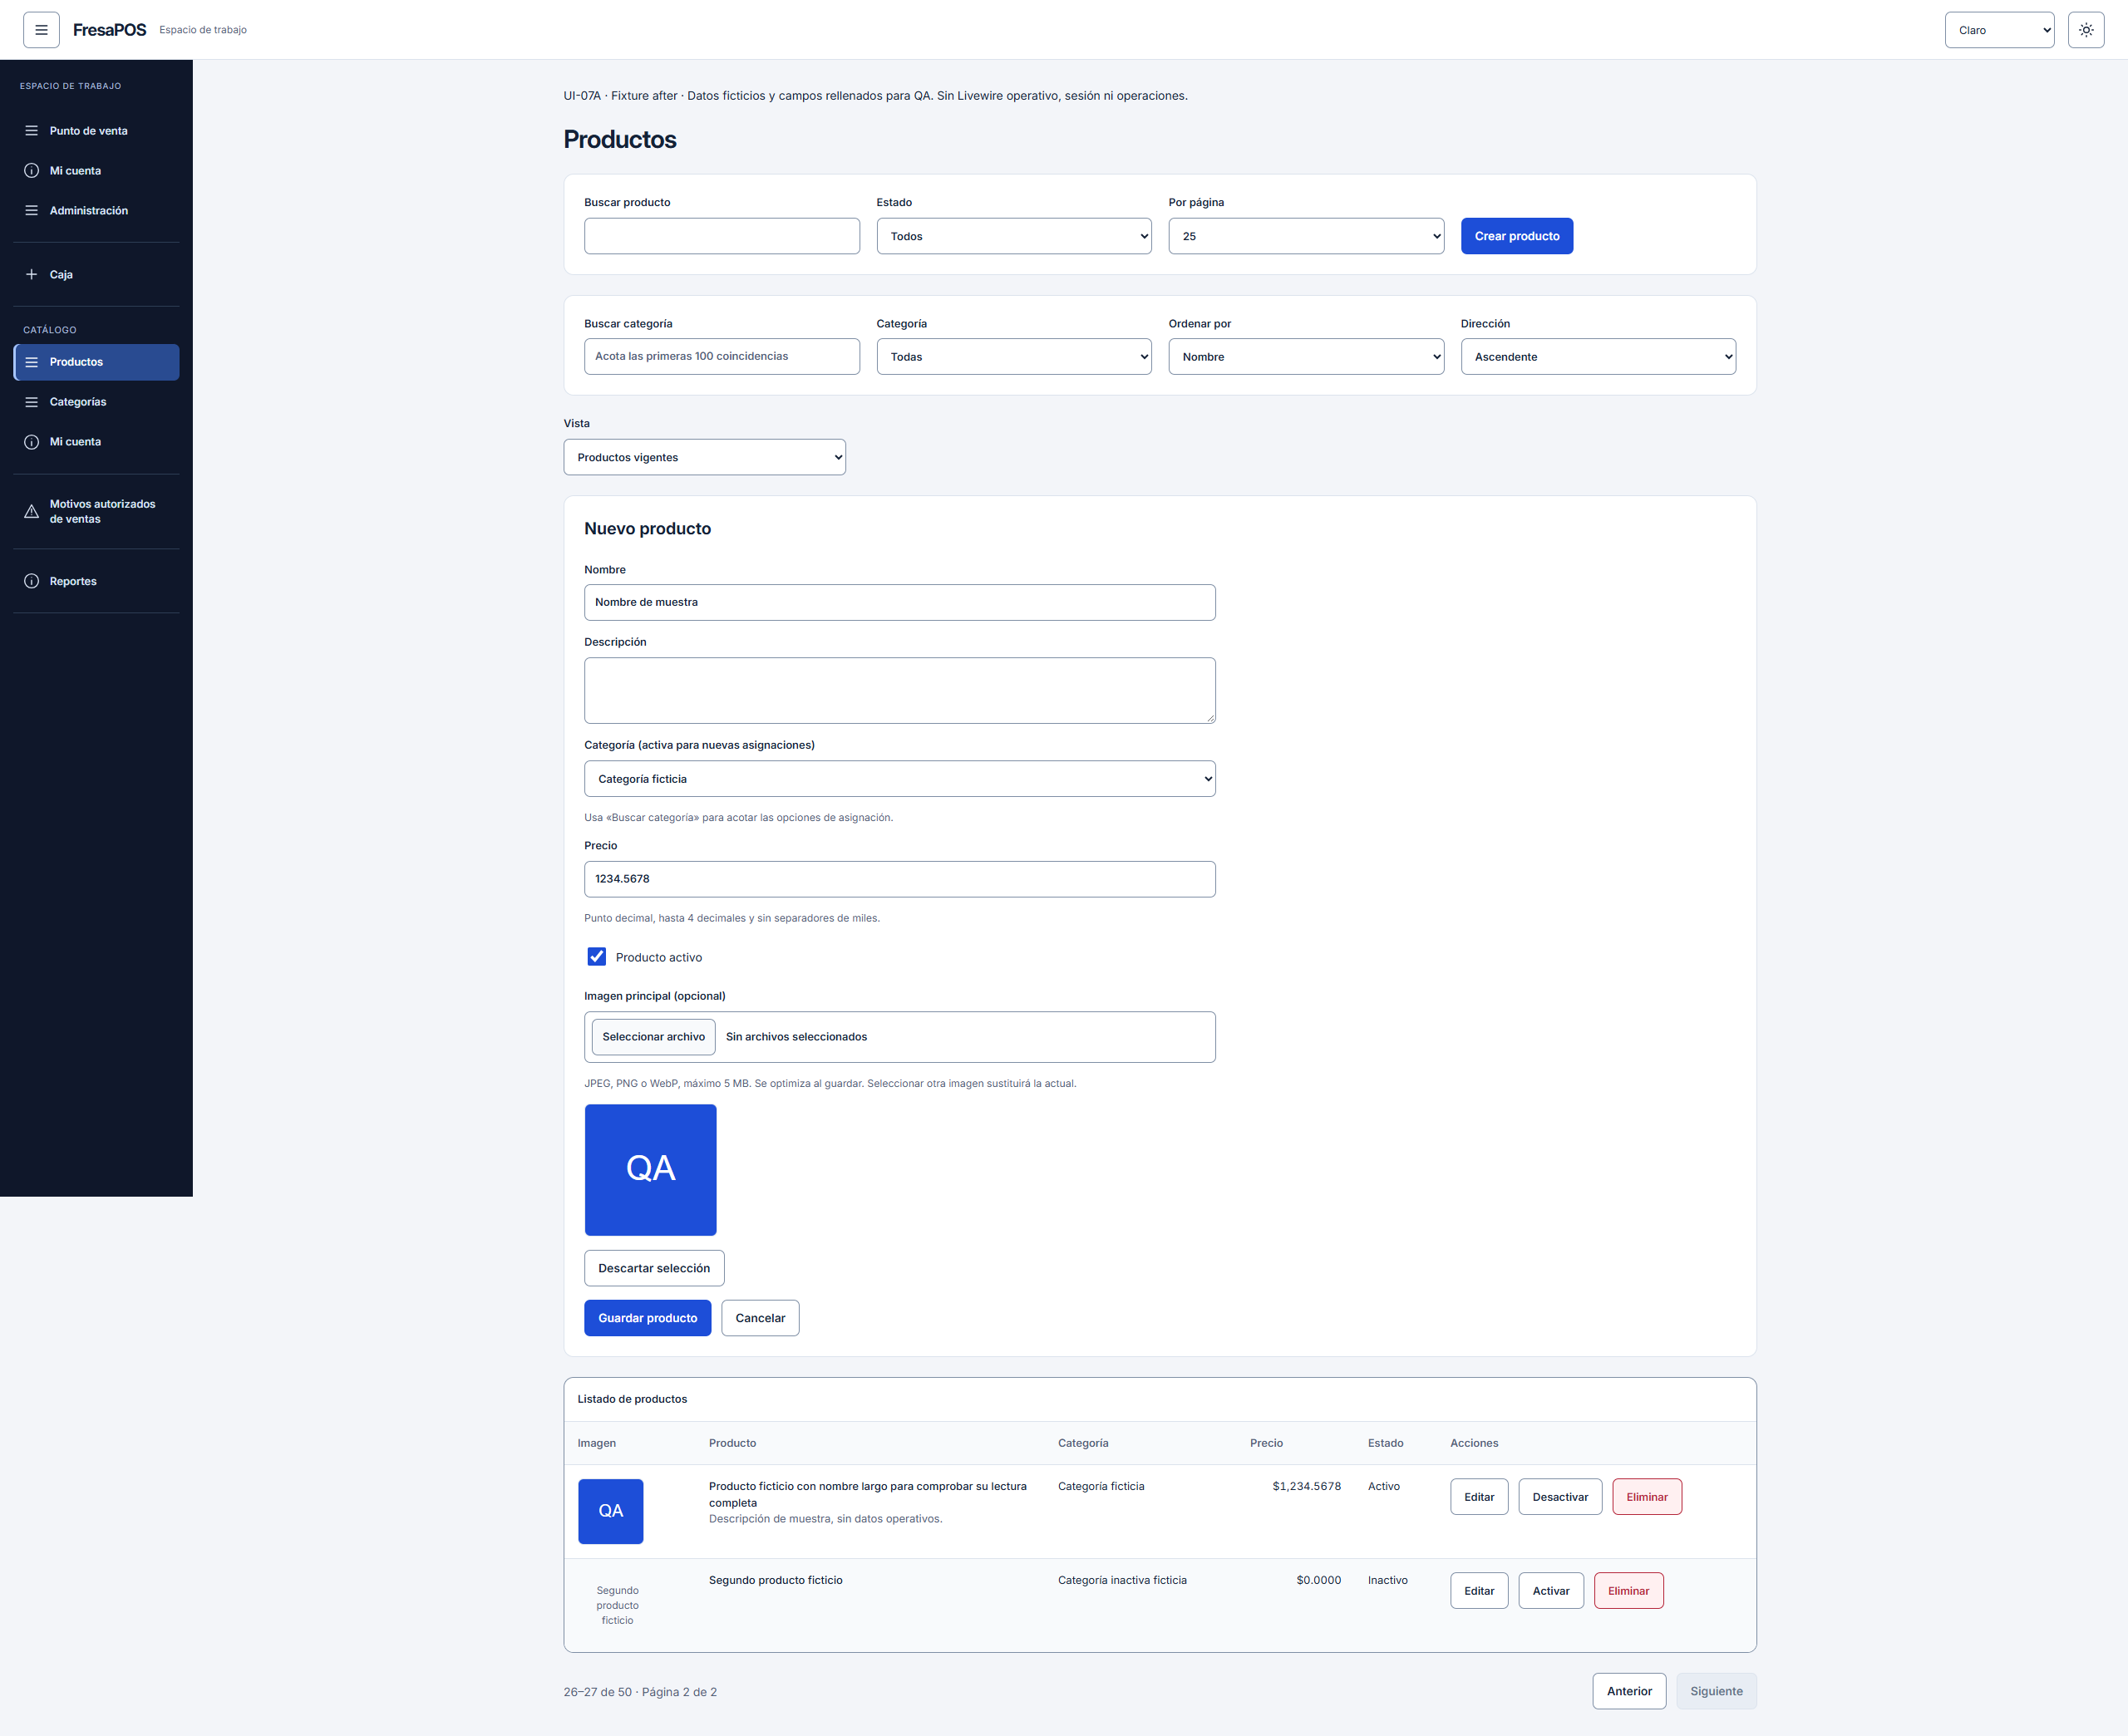 FresaPOS
Espacio de trabajo
Claro
ESPACIO DE TRABAJO
Punto de venta
Mi cuenta
Administración
Caja
CATÁLOGO
Productos
Categorías
Mi cuenta
Motivos autorizados
de ventas
Reportes
UI-07A · Fixture after · Datos ficticios y campos rellenados para QA. Sin Livewire operativo, sesión ni operaciones.
Productos
Buscar producto
Estado
Por página
Todos
25
Crear producto
Buscar categoría
Categoría
Ordenar por
Dirección
Acota las primeras 100 coincidencias
Todas
Nombre
Ascendente
Vista
Productos vigentes
Nuevo producto
Nombre
Nombre de muestra
Descripción
Categoría (activa para nuevas asignaciones)
Categoría ficticia
Usa «Buscar categoría» para acotar las opciones de asignación.
Precio
1234.5678
Punto decimal, hasta 4 decimales y sin separadores de miles.
Producto activo
Imagen principal (opcional)
Seleccionar archivo
Sin archivos seleccionados
JPEG, PNG o WebP, máximo 5 MB. Se optimiza al guardar. Seleccionar otra imagen sustituirá la actual.
QA
Descartar selección
Guardar producto
Cancelar
Listado de productos
Imagen
Producto
Categoría
Precio
Estado
Acciones
QA
Producto ficticio con nombre largo para comprobar su lectura
completa
Descripción de muestra, sin datos operativos.
Categoría ficticia
$1,234.5678
Activo
Editar
Desactivar
Eliminar
Segundo
producto
ficticio
Segundo producto ficticio
Categoría inactiva ficticia
$0.0000
Inactivo
Editar
Activar
Eliminar
26–27 de 50 · Página 2 de 2
Anterior
Siguiente